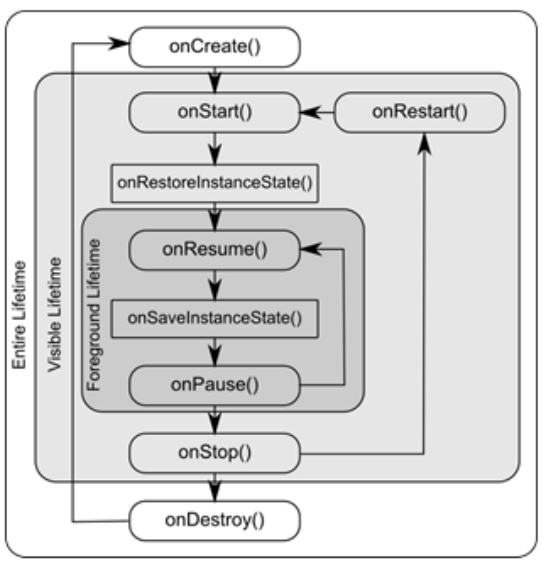 onCreate()
onStart()
onRestart()
onRestoreInstanceState()
onResume()
onSaveInstanceState()
onPause()
onStop()
onDestroy()
Entire Lifetime
Visible Lifetime
Foreground Lifetime